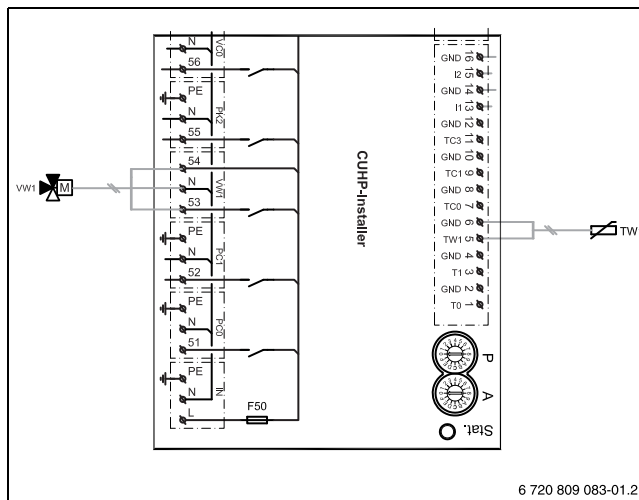 N
VC0
56
PE
N
PK2
55
54
N
VW1
53
PE
N
PC1
52
PE
N
PC0
51
PE
N
IN
L
F50
VW1
M
CUHP-Installer
GND 16
I2 15
GND 14
I1 13
GND 12
TC3 11
GND 10
TC1 9
GND 8
TC0 7
GND 6
TW1 5
GND 4
T1 3
GND 2
T0 1
TW
P
A
Stat.
6 720 809 083-01.2